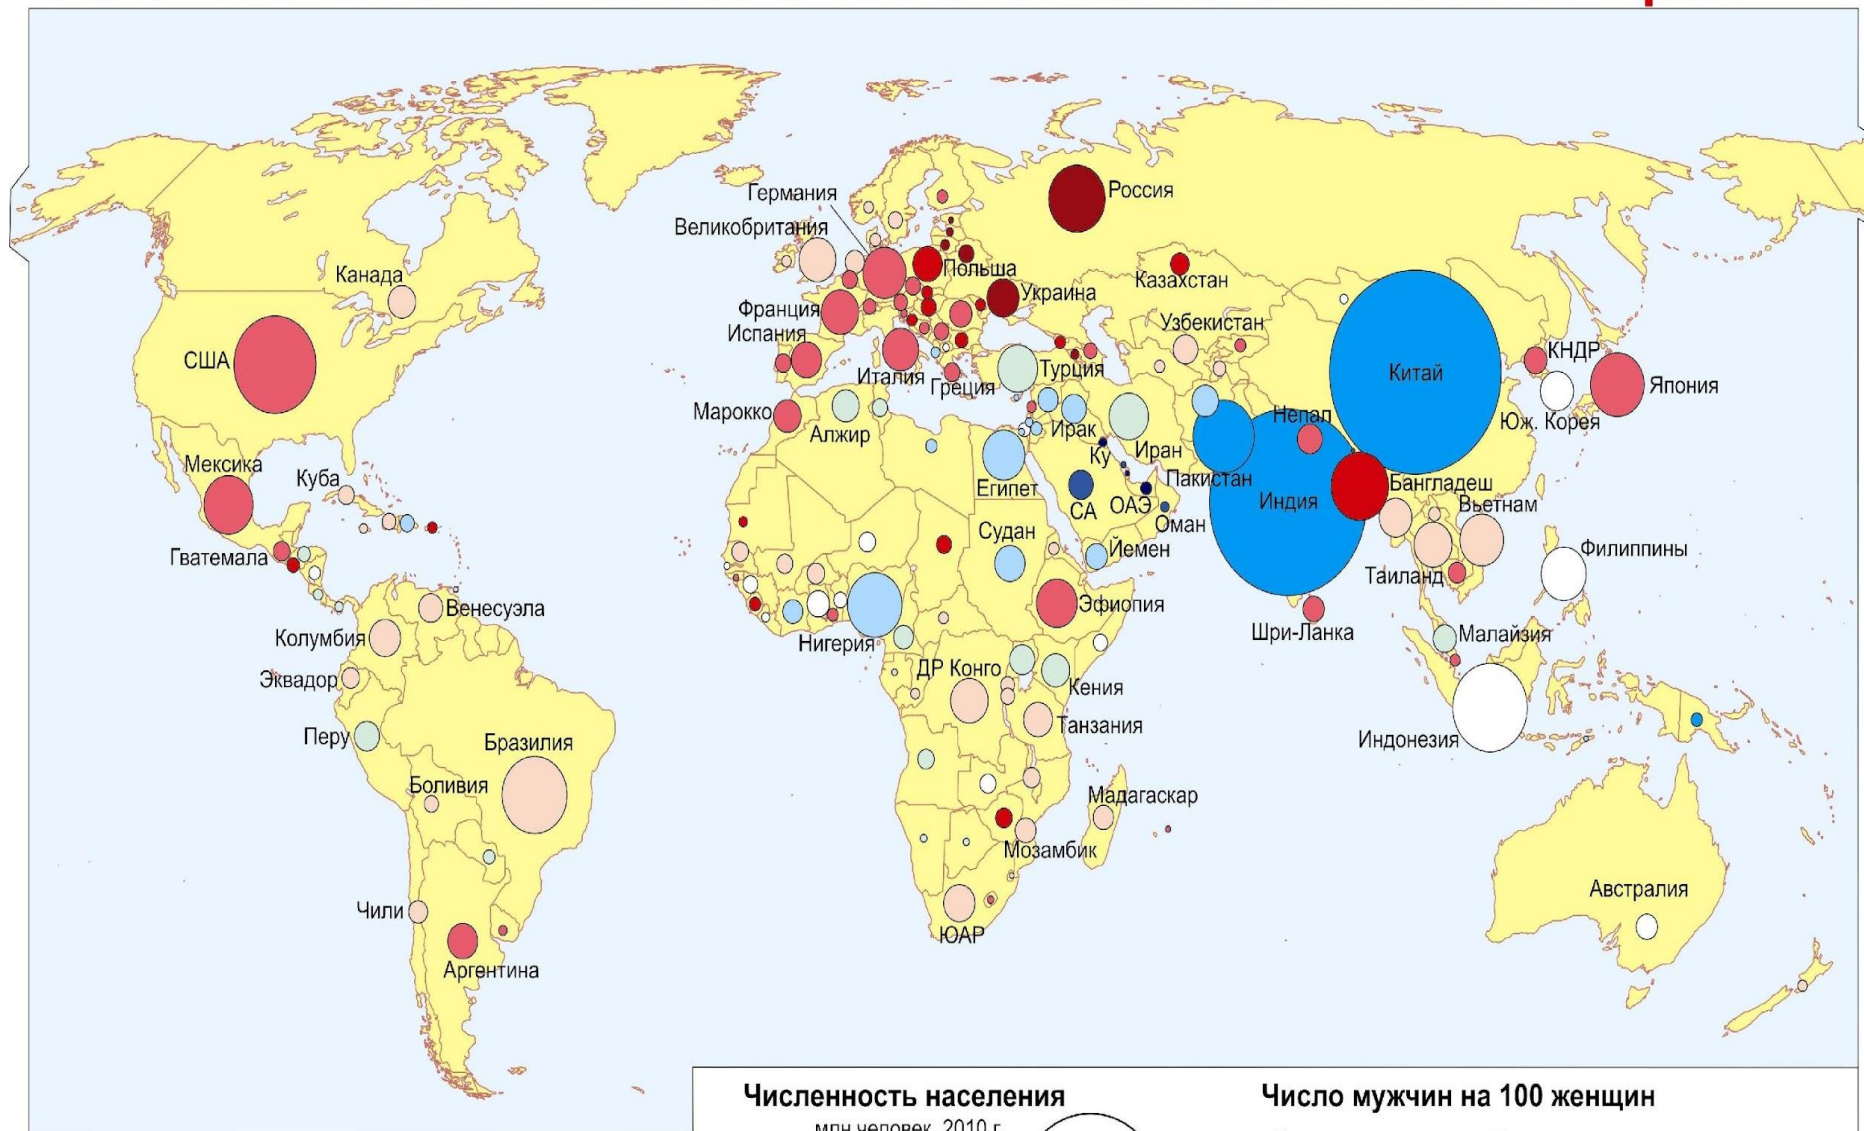 Германия
Россия
Великобритания
Польша
Канада
Украина
Казахстан
Франция
Испания
Узбекистан
США
КНДР
Италия
Греция
Турция
Китай
Япония
Марокко
Алжир
Непал
Юж. Корея
Ирак
Ку
Иран
Мексика
Куба
Египет
Пакистан
Бангладеш
СА
ОАЭ
Оман
Индия
Вьетнам
Судан
Йемен
Филиппины
Гватемала
Таиланд
Венесуэла
Эфиопия
Колумбия
Нигерия
Шри-Ланка
Малайзия
Эквадор
ДР Конго
Кения
Танзания
Перу
Бразилия
Индонезия
Боливия
Мадагаскар
Мозамбик
Австралия
Чили
ЮАР
Аргентина
Численность населения
млн человек, 2010 г.
Число мужчин на 100 женщин